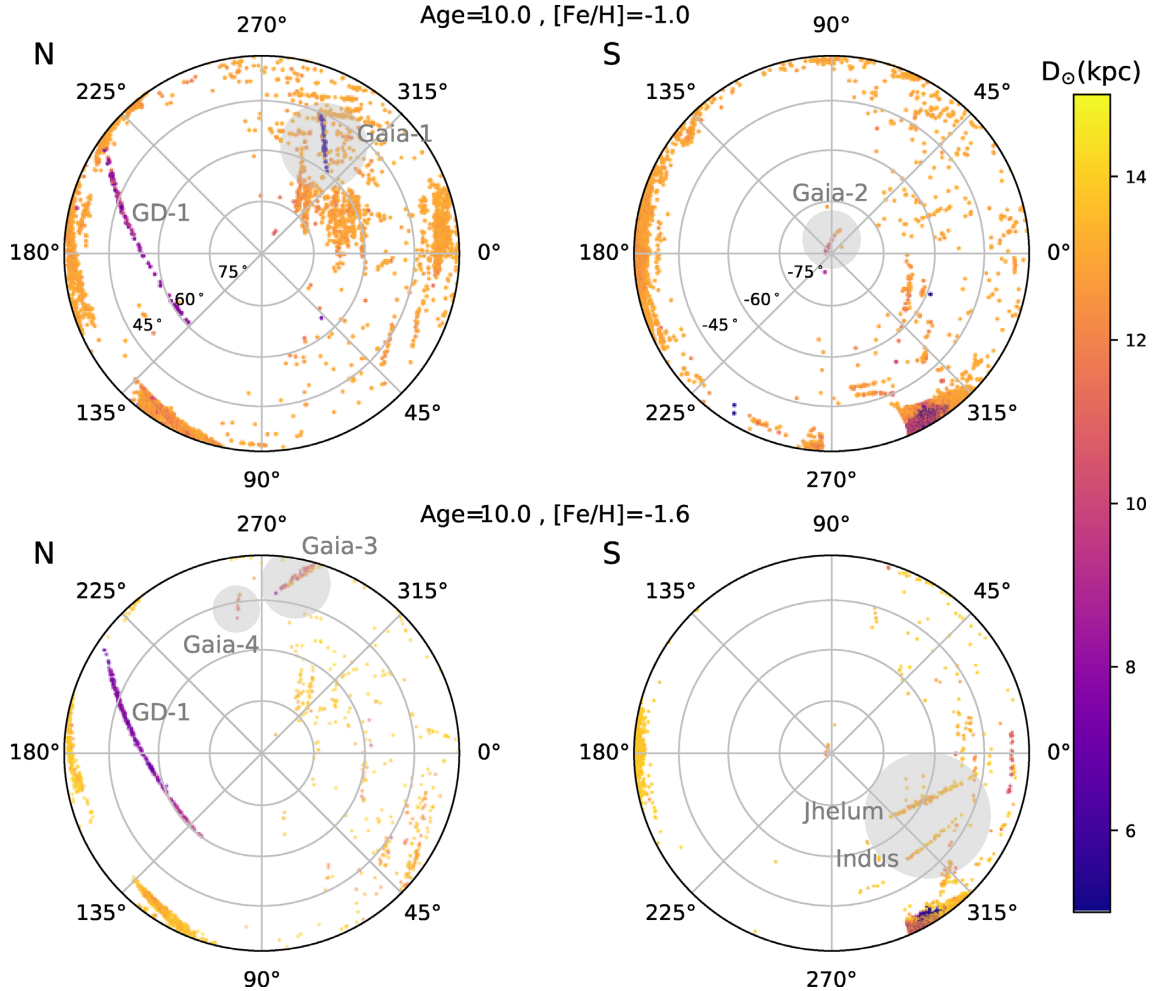 Age=10.0 , [Fe/H]=-1.0
N
270°
225°
315°
Gaia-1
GD-1
180°
0°
75°
60°
45°
135°
45°
90°
S
90°
135°
45°
Gaia-2
180°
0°
-75°
-60°
-45°
225°
315°
270°
D⊙(kpc)
14
12
10
8
6
Age=10.0 , [Fe/H]=-1.6
N
270°
Gaia-3
225°
315°
Gaia-4
GD-1
180°
0°
135°
45°
90°
S
90°
135°
45°
180°
0°
Jhelum
Indus
225°
315°
270°